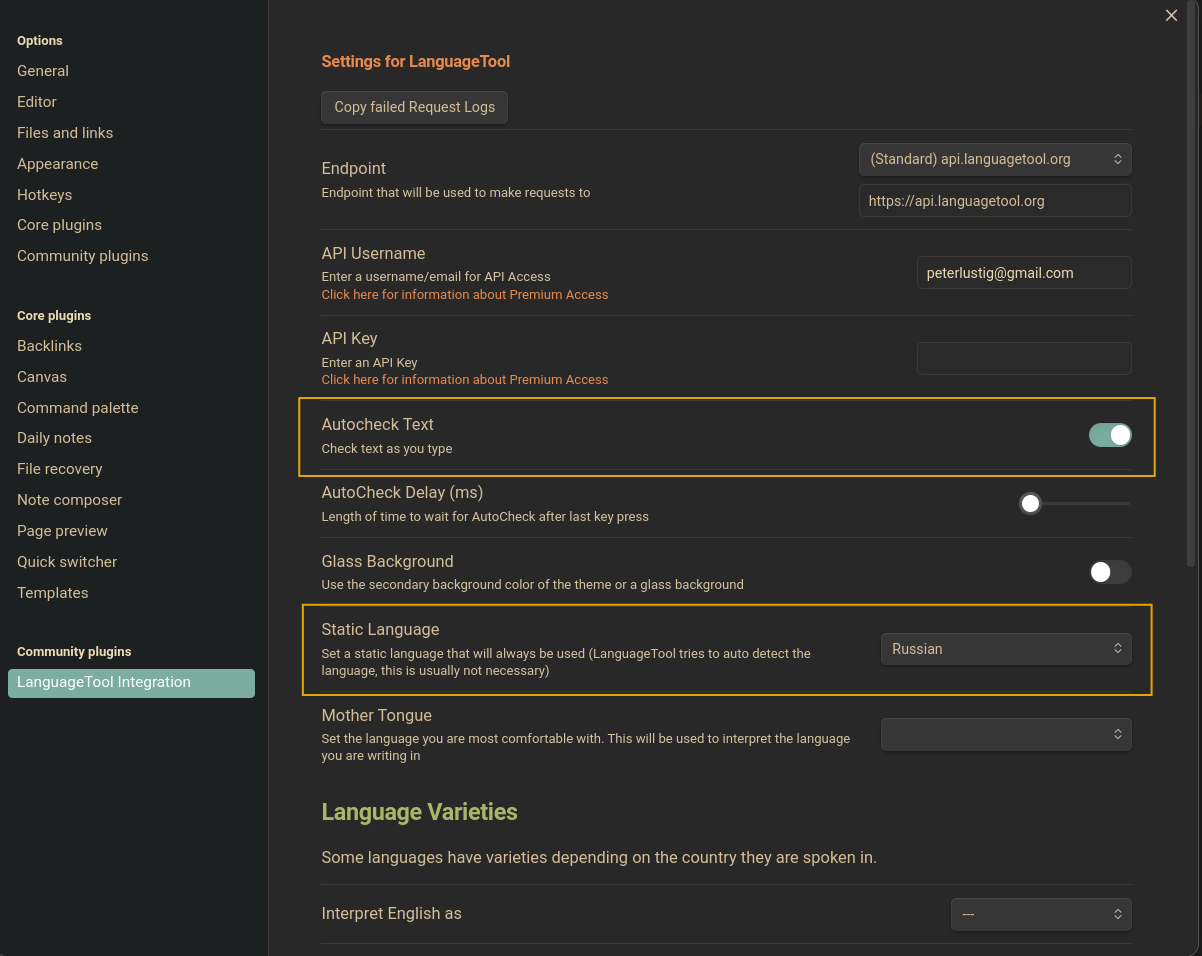 Options
General
Editor
Files and links
Appearance
Hotkeys
Core plugins
Community plugins
Core plugins
Backlinks
Canvas
Command palette
Daily notes
File recovery
Note composer
Page preview
Quick switcher
Templates
Community plugins
LanguageTool Integration
Settings for LanguageTool
Copy failed Request Logs
Endpoint
Endpoint that will be used to make requests to
(Standard) api.languagetool.org
https://api.languagetool.org
API Username
Enter a username/email for API Access
Click here for information about Premium Access
peterlustig@gmail.com
API Key
Enter an API Key
Click here for information about Premium Access
Autocheck Text
Check text as you type
AutoCheck Delay (ms)
Length of time to wait for AutoCheck after last key press
Glass Background
Use the secondary background color of the theme or a glass background
Static Language
Set a static language that will always be used (LanguageTool tries to auto detect the
language, this is usually not necessary)
Russian
Mother Tongue
Set the language you are most comfortable with. This will be used to interpret the language
you are writing in
Language Varieties
Some languages have varieties depending on the country they are spoken in.
Interpret English as
---